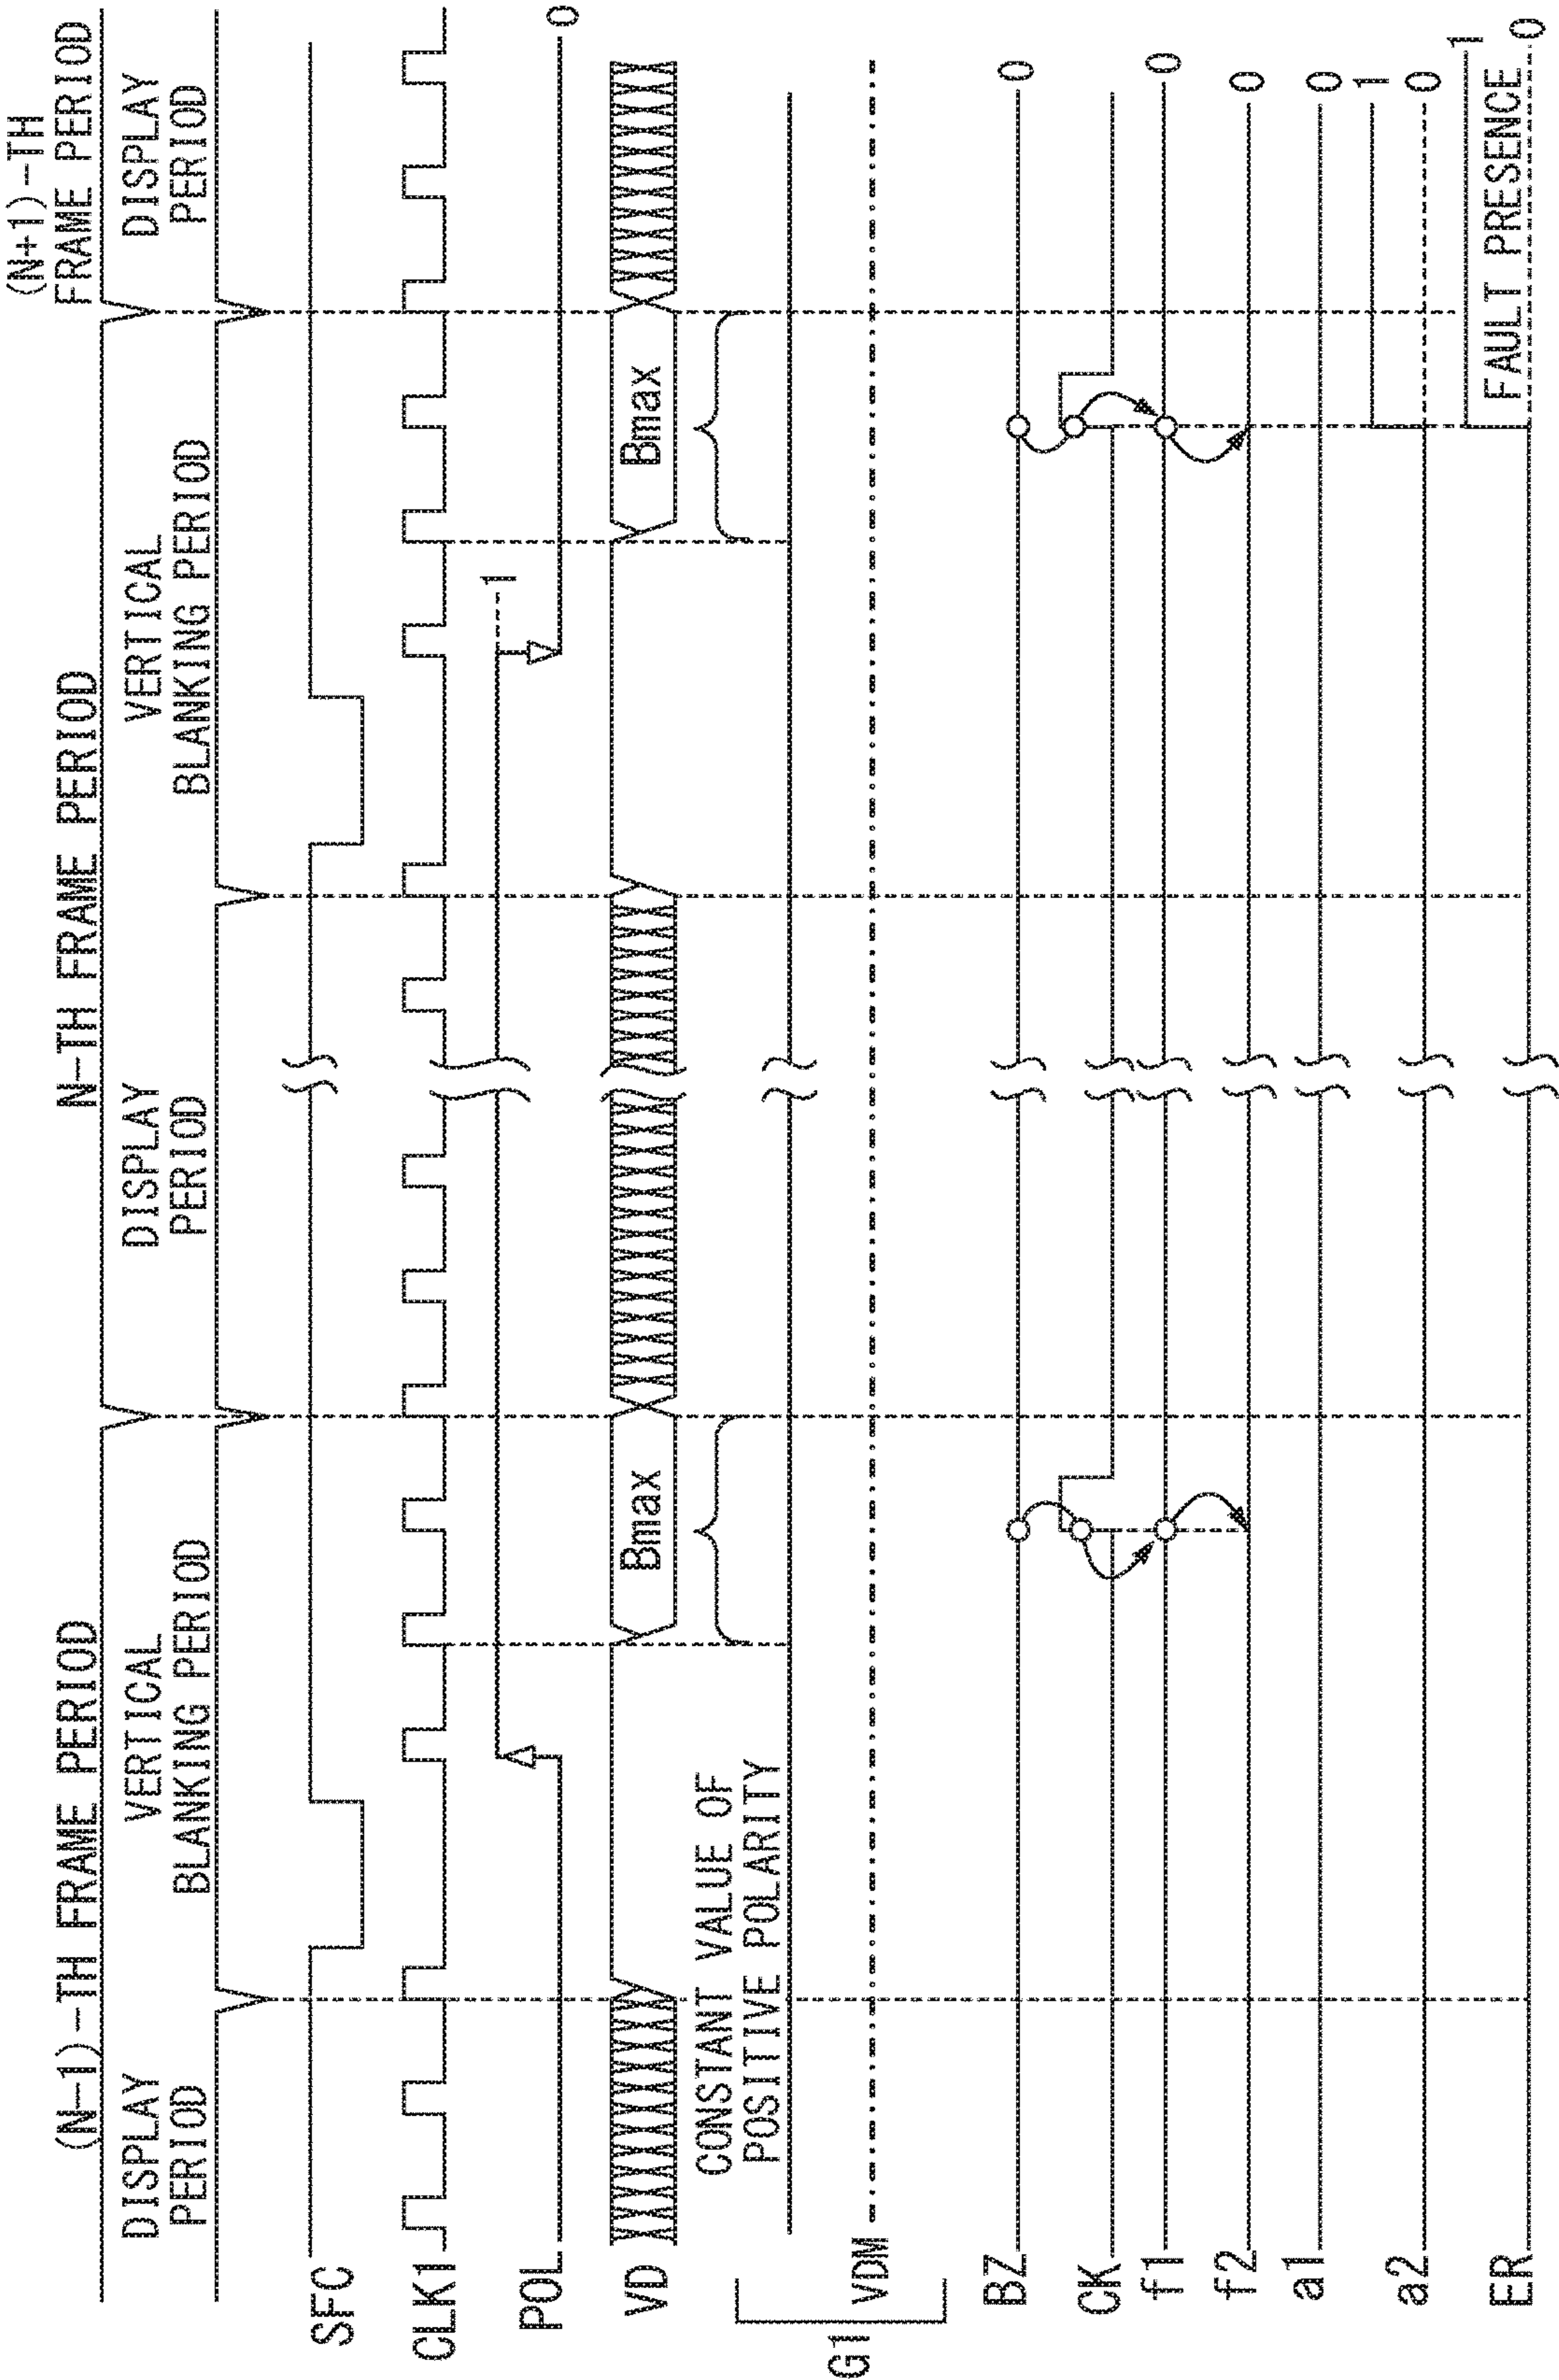 (N-1)-TH FRAME PERIOD
N-TH FRAME PERIOD
(N+1)-TH
FRAME PERIOD
DISPLAY
PERIOD
VERTICAL
BLANKING PERIOD
DISPLAY
PERIOD
VERTICAL
BLANKING PERIOD
DISPLAY
PERIOD
SFC
CLK1
POL
1
0
VD
Bmax
Bmax
CONSTANT VALUE OF
POSITIVE POLARITY
G1
VDM
BZ
0
CK
f1
0
f2
0
a1
0
a2
1
0
ER
1
FAULT PRESENCE
0